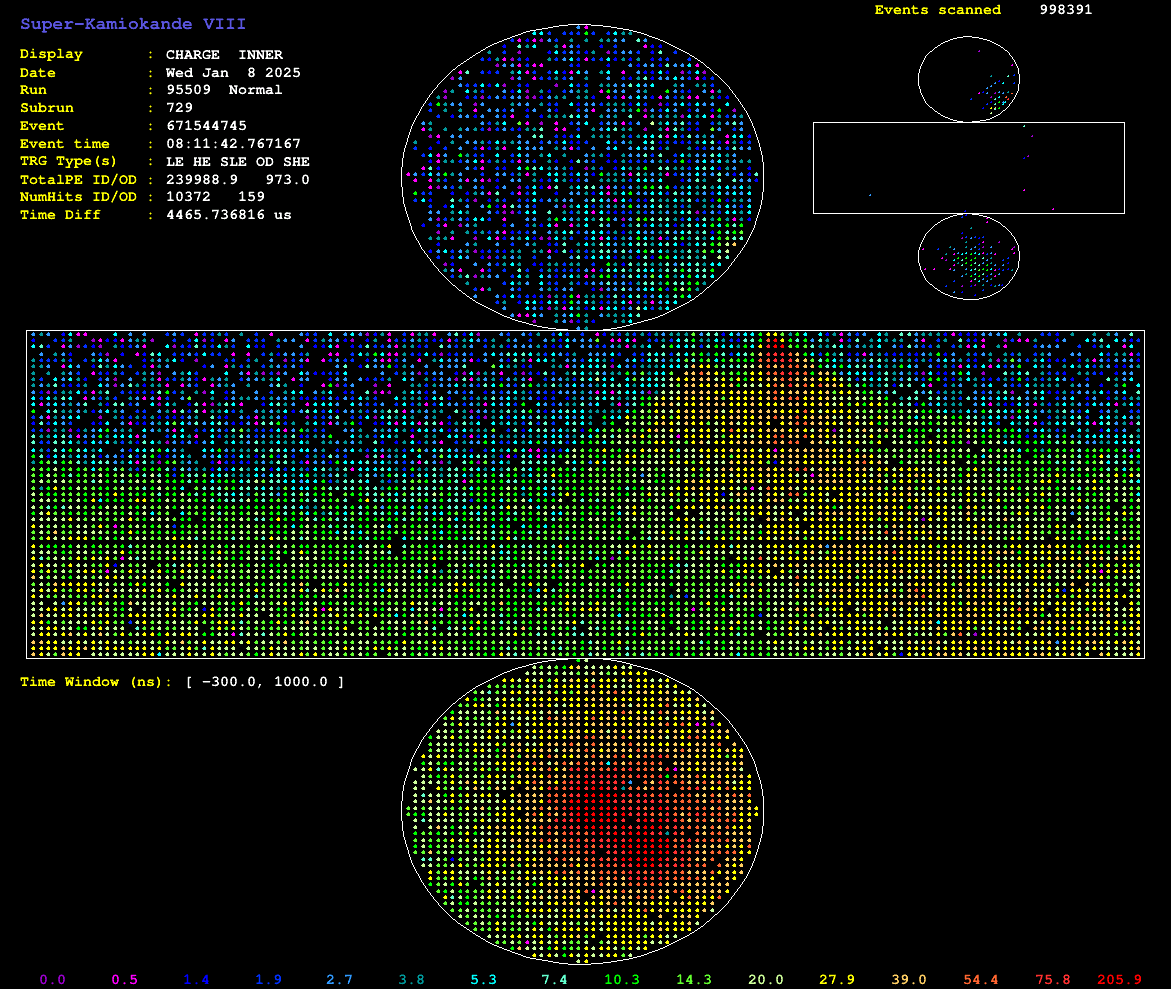 Super-Kamiokande VIII
Events scanned 998391
Display : CHARGE INNER
Date : Wed Jan 8 2025
Run : 95509 Normal
Subrun : 729
Event : 671544745
Event time : 08:11:42.767167
TRG Type(s) : LE HE SLE OD SHE
TotalPE ID/OD : 239988.9 973.0
NumHits ID/OD : 10372 159
Time Diff : 4465.736816 us
Time Window (ns): [ -300.0, 1000.0 ]
0.0 0.5 1.4 1.9 2.7 3.8 5.3 7.4 10.3 14.3 20.0 27.9 39.0 54.4 75.8 205.9